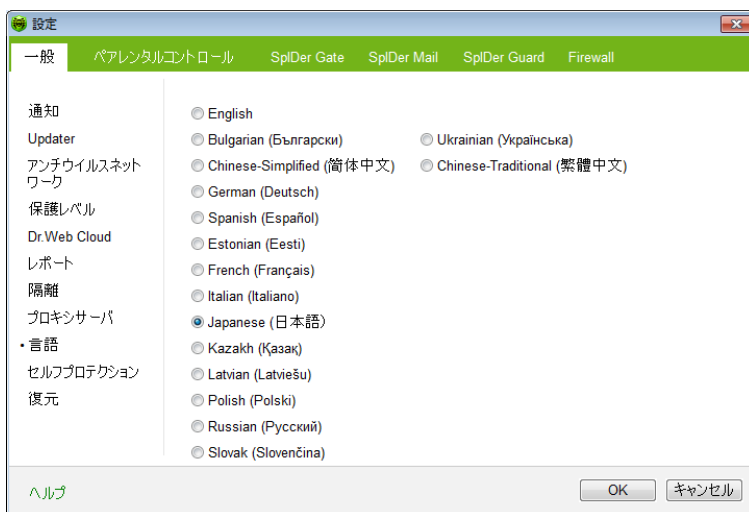 設定
一般 ペアレンタルコントロール SpIDer Gate SpIDer Mail SpIDer Guard Firewall
通知
Updater
アンチウイルスネット
ワーク
保護レベル
Dr.Web Cloud
レポート
隔離
プロキシサーバ
・言語
セルフプロテクション
復元
English
Bulgarian (Български) Ukrainian (Українська)
Chinese-Simplified (简体中文) Chinese-Traditional (繁體中文)
German (Deutsch)
Spanish (Español)
Estonian (Eesti)
French (Français)
Italian (Italiano)
Japanese (日本語)
Kazakh (Қазақ)
Latvian (Latviešu)
Polish (Polski)
Russian (Русский)
Slovak (Slovenčina)
ヘルプ OK キャンセル